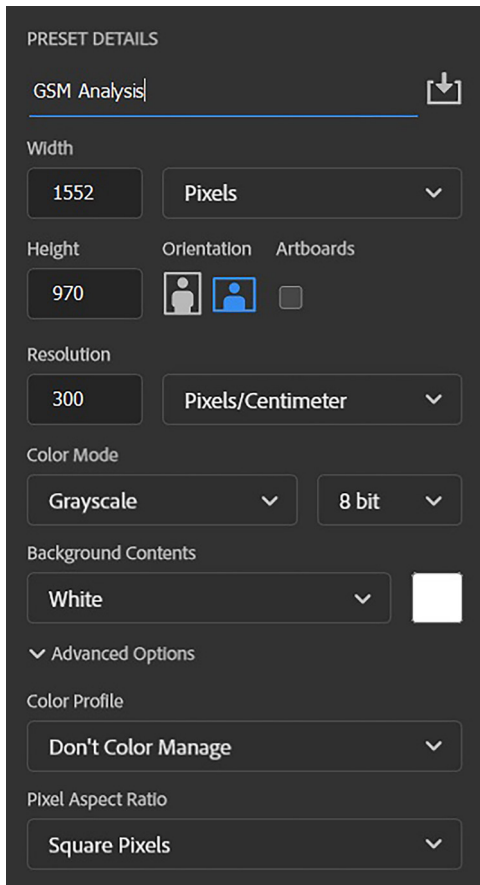 PRESET DETAILS
GSM Analysis
Width
1552 Pixels
Height Orientation Artboards
970
Resolution
300 Pixels/Centimeter
Color Mode
Grayscale 8 bit
Background Contents
White
Advanced Options
Color Profile
Don't Color Manage
Pixel Aspect Ratio
Square Pixels